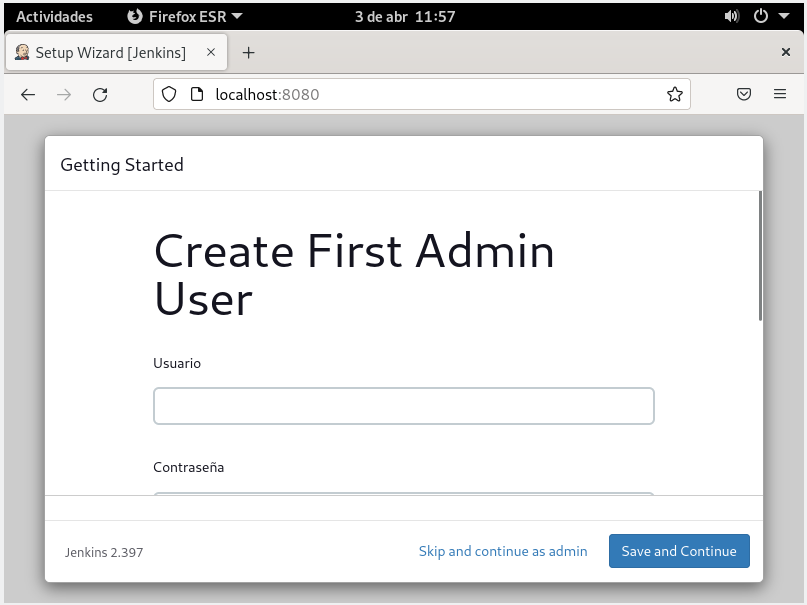 Actividades Firefox ESR 3 de abr 11:57
Setup Wizard [Jenkins]
localhost:8080
Getting Started
Create First Admin
User
Usuario
Contraseña
Jenkins 2.397 Skip and continue as admin Save and Continue